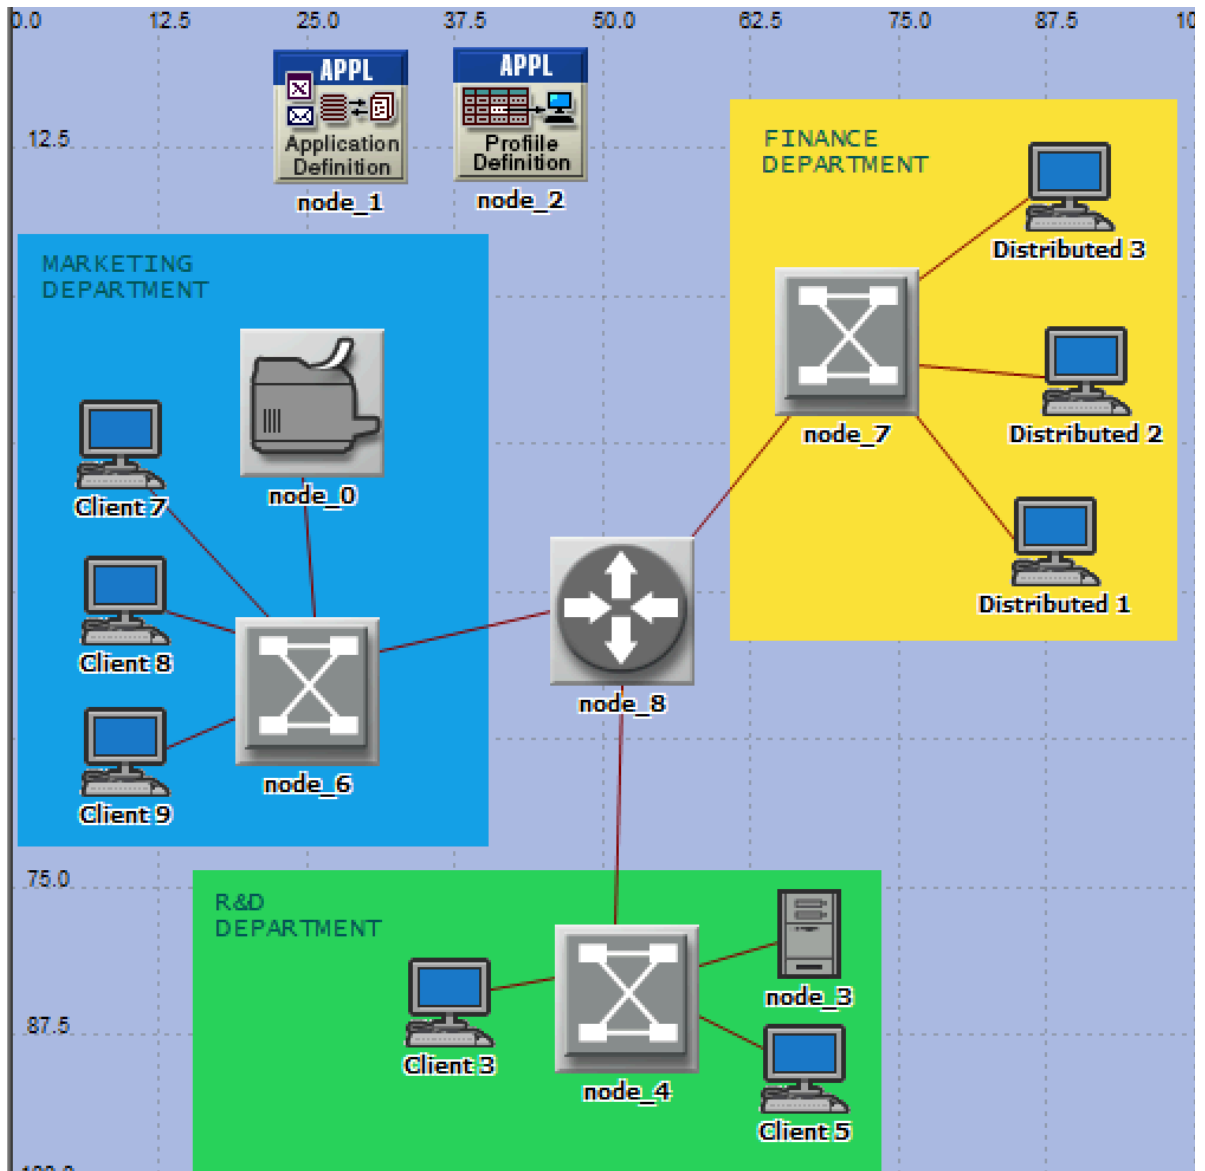 0.0 12.5 25.0 37.5 50.0 62.5 75.0 87.5
APPL
Application
Definition
node_1
APPL
Profiile
Definition
node_2
12.5
FINANCE
DEPARTMENT
Distributed 3
node_7
Distributed 2
Distributed 1
MARKETING
DEPARTMENT
node_0
Client 7
Client 8
node_6
Client 9
node_8
75.0
R&D
DEPARTMENT
node_3
87.5
Client 3
node_4
Client 5